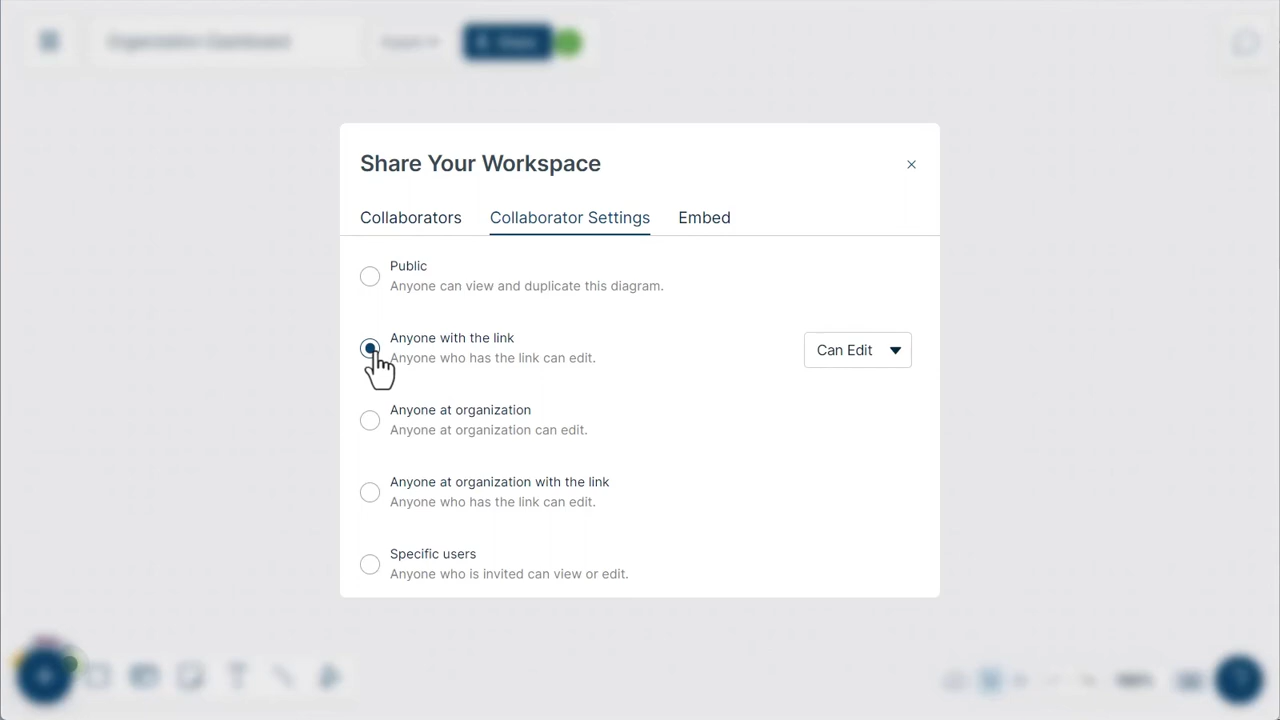 Organization Dashboard
Share
Share Your Workspace
Collaborators
Collaborator Settings
Embed
Public
Anyone can view and duplicate this diagram.
Anyone with the link
Anyone who has the link can edit.
Can Edit
Anyone at organization
Anyone at organization can edit.
Anyone at organization with the link
Anyone who has the link can edit.
Specific users
Anyone who is invited can view or edit.